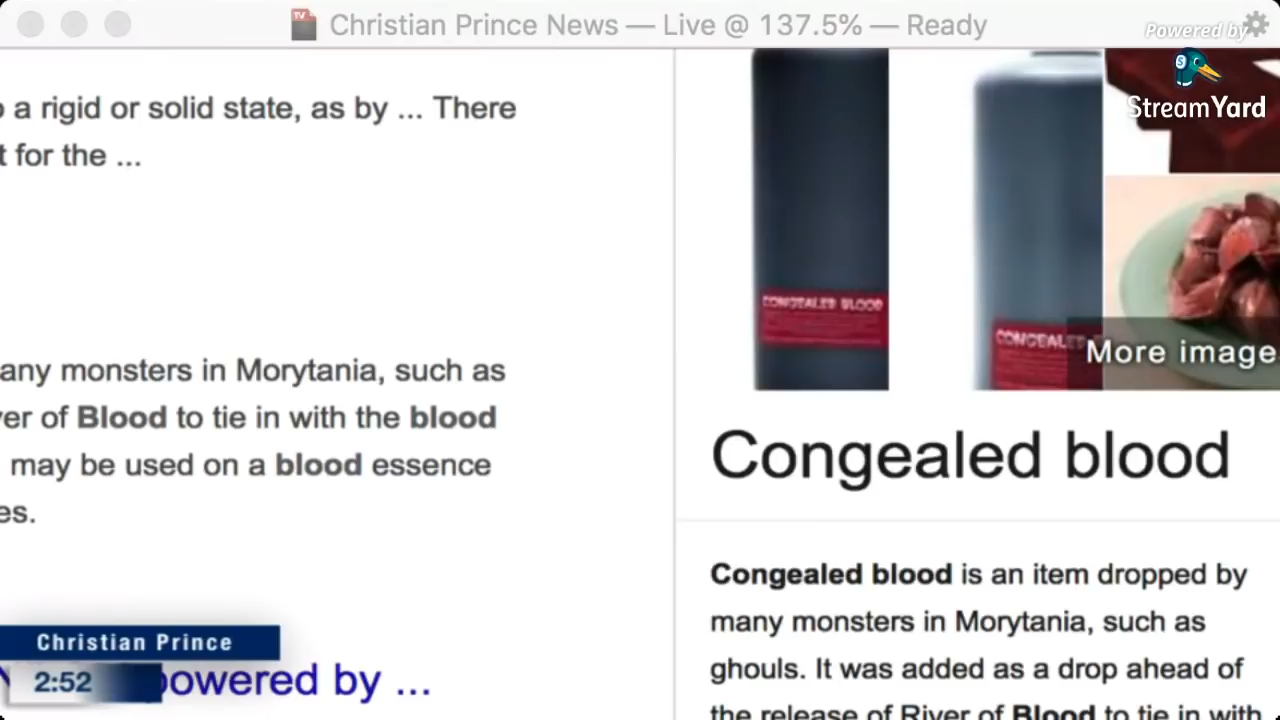 Christian Prince News — Live @ 137.5% — Ready
Powered by
StreamYard
a rigid or solid state, as by ... There
t for the ...
any monsters in Morytania, such as
er of Blood to tie in with the blood
may be used on a blood essence
es.
powered by ...
CONGEALED BLOOD
CONGEALED
More image
Congealed blood
Congealed blood is an item dropped by
many monsters in Morytania, such as
ghouls. It was added as a drop ahead of
the release of River of Blood to tie in with
Christian Prince
2:52